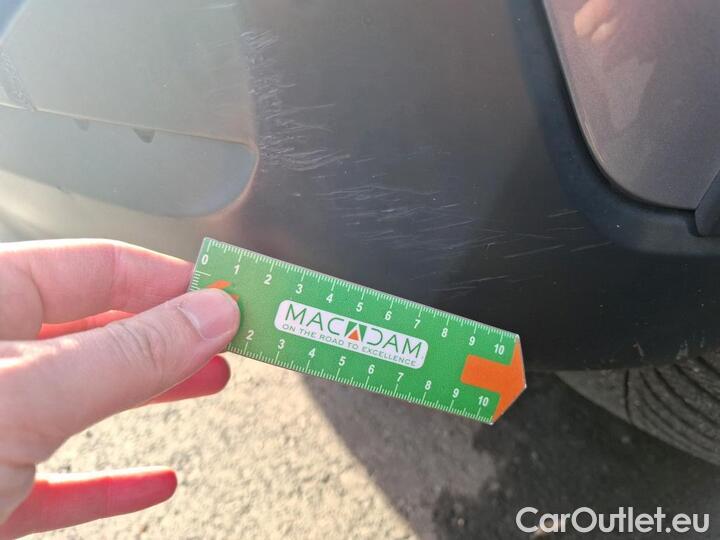 0 1 2 3 4 5 6 7 8 9 10
MACADAM
ON THE ROAD TO EXCELLENCE
2 3 4 5 6 7 8 9 10
CarOutlet.eu